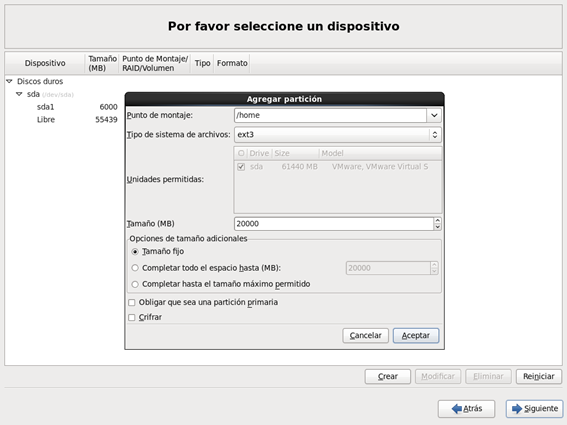 Por favor seleccione un dispositivo
Dispositivo Tamaño (MB) Punto de Montaje/ RAID/Volumen Tipo Formato
Discos duros
sda (/dev/sda)
sda1 6000
Libre 55439
Agregar partición
Punto de montaje: /home
Tipo de sistema de archivos: ext3
Drive Size Model
sda 61440 MB VMware, VMware Virtual S
Unidades permitidas:
Tamaño (MB) 20000
Opciones de tamaño adicionales
Tamaño fijo
Completar todo el espacio hasta (MB): 20000
Completar hasta el tamaño máximo permitido
Obligar que sea una partición primaria
Crifrar
Cancelar Aceptar
Crear Modificar Eliminar Reiniciar
Atrás Siguiente